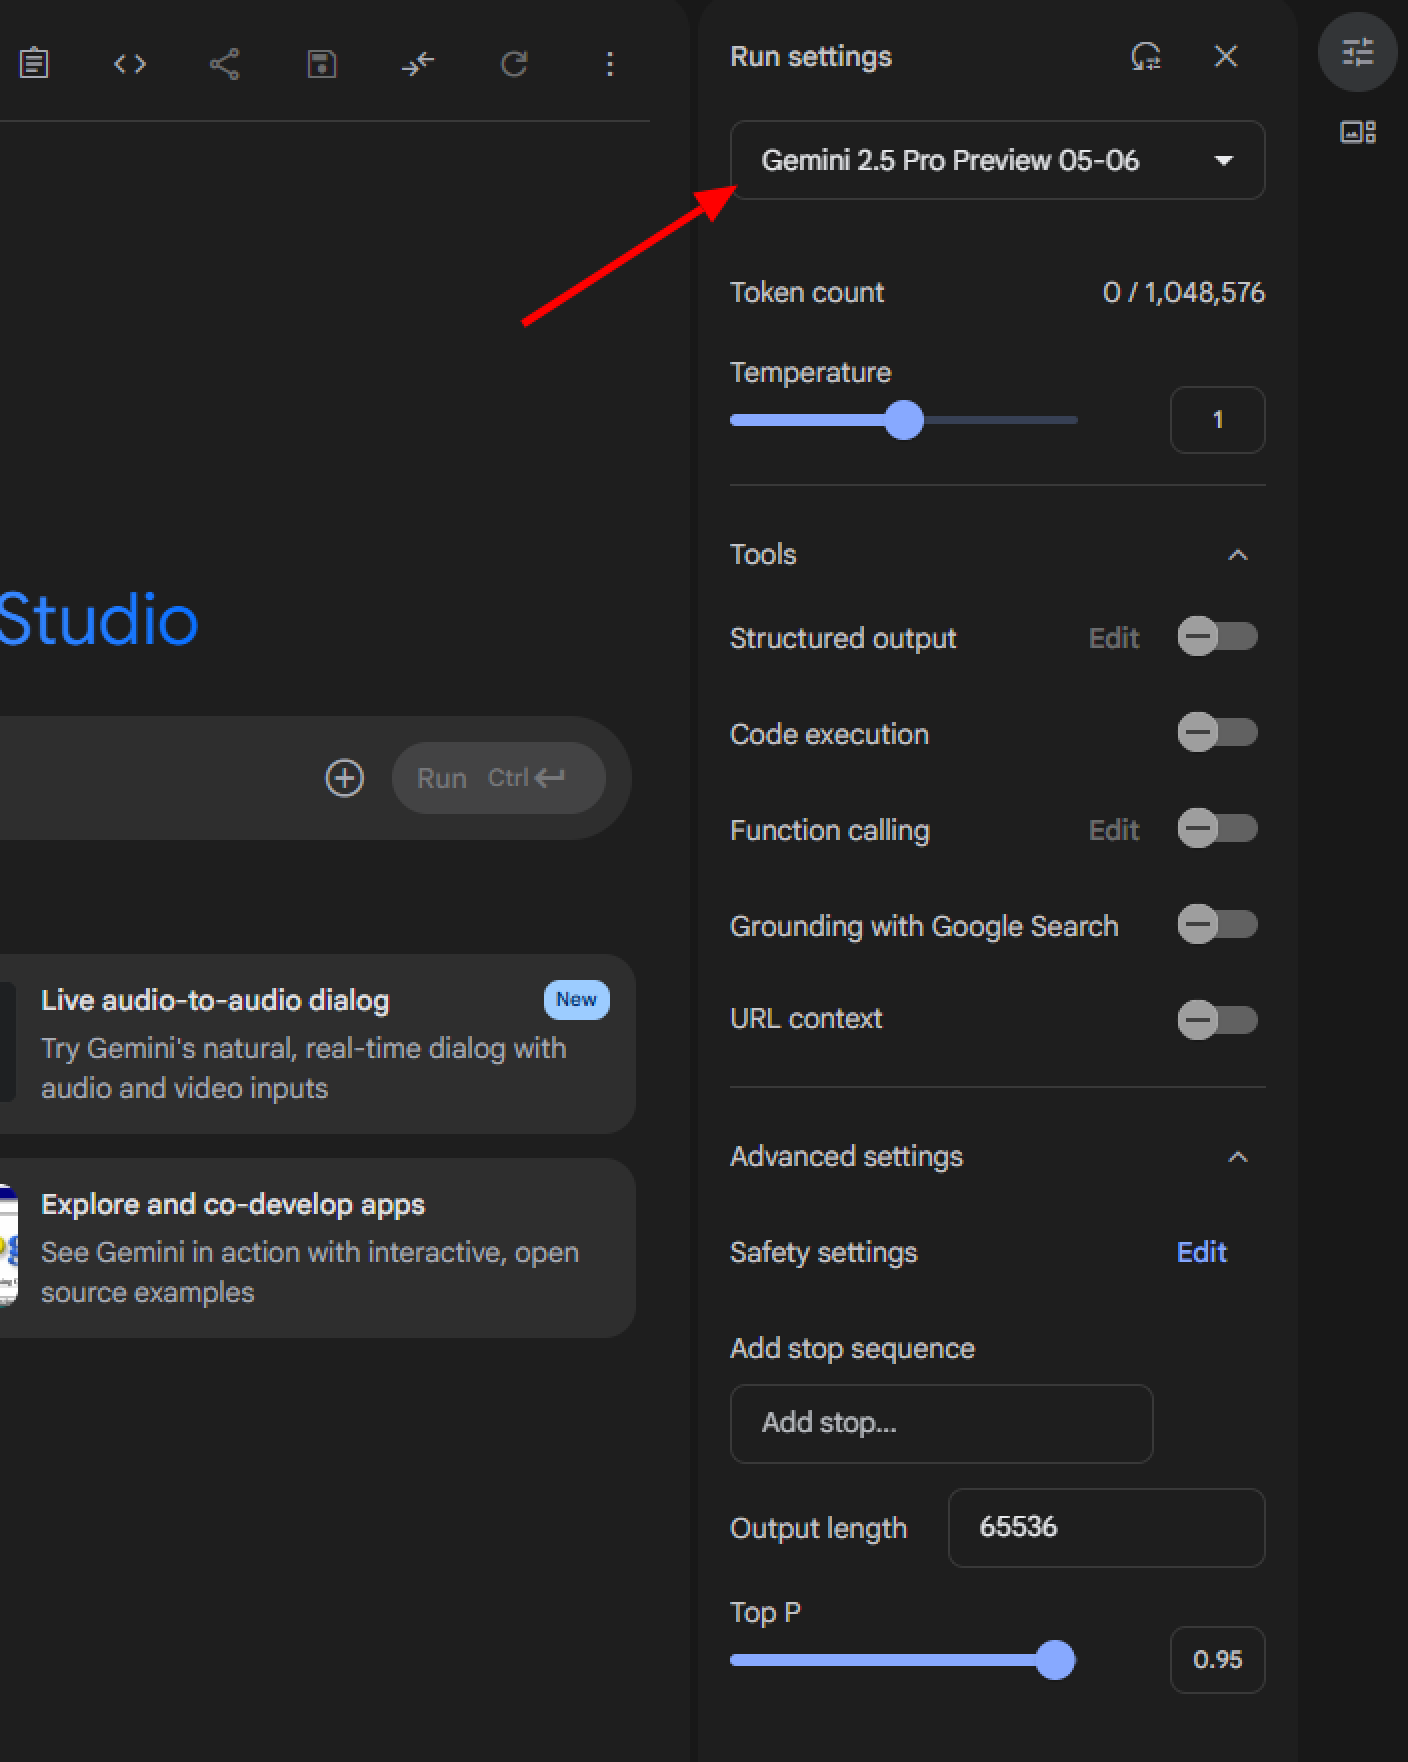 Run settings
Gemini 2.5 Pro Preview 05-06
Token count
0 / 1,048,576
Temperature
1
Tools
Structured output
Edit
Code execution
Function calling
Edit
Grounding with Google Search
URL context
Advanced settings
Safety settings
Edit
Add stop sequence
Add stop...
Output length
65536
Top P
0.95
Studio
Run Ctrl
Live audio-to-audio dialog
New
Try Gemini's natural, real-time dialog with
audio and video inputs
Explore and co-develop apps
See Gemini in action with interactive, open
source examples